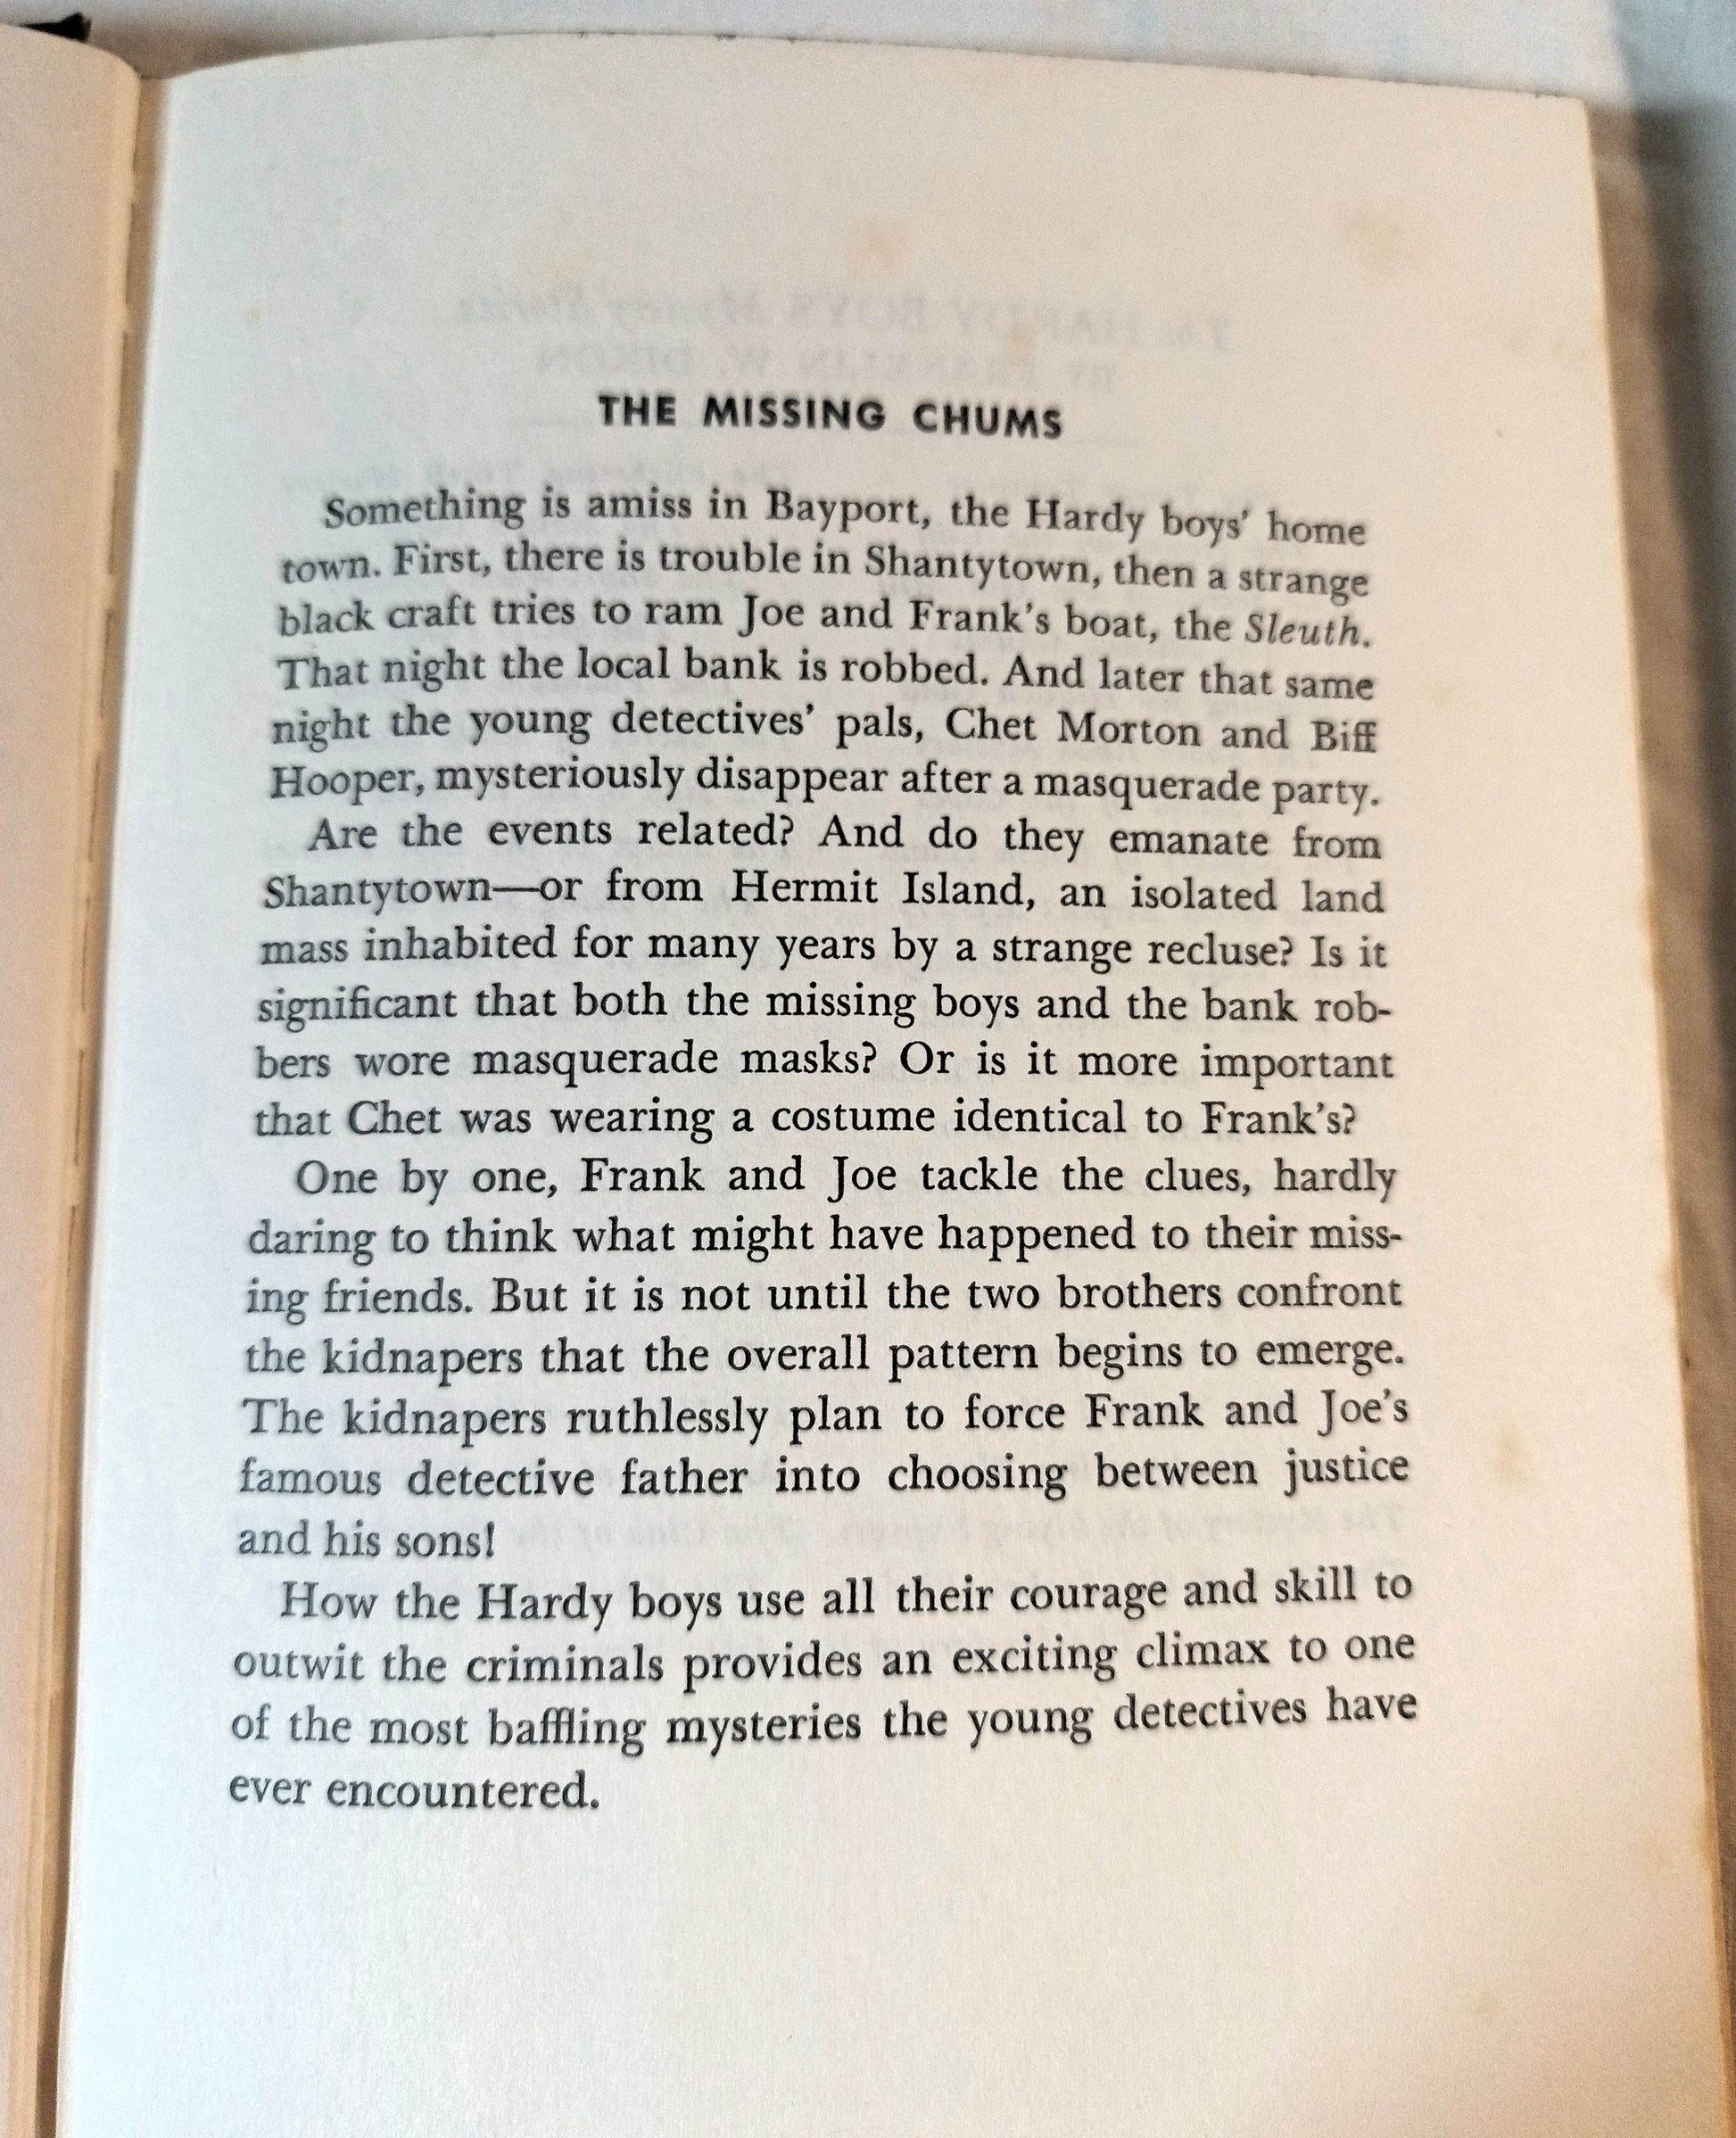 THE MISSING CHUMS
Something is amiss in Bayport, the Hardy boys' home
town. First, there is trouble in Shantytown, then a strange
black craft tries to ram Joe and Frank's boat, the Sleuth.
That night the local bank is robbed. And later that same
night the young detectives' pals, Chet Morton and Biff
Hooper, mysteriously disappear after a masquerade party.
Are the events related? And do they emanate from
Shantytown—or from Hermit Island, an isolated land
mass inhabited for many years by a strange recluse? Is it
significant that both the missing boys and the bank rob-
bers wore masquerade masks? Or is it more important
that Chet was wearing a costume identical to Frank's?
One by one, Frank and Joe tackle the clues, hardly
daring to think what might have happened to their miss-
ing friends. But it is not until the two brothers confront
the kidnapers that the overall pattern begins to emerge.
The kidnapers ruthlessly plan to force Frank and Joe's
famous detective father into choosing between justice
and his sons!
How the Hardy boys use all their courage and skill to
outwit the criminals provides an exciting climax to one
of the most baffling mysteries the young detectives have
ever encountered.